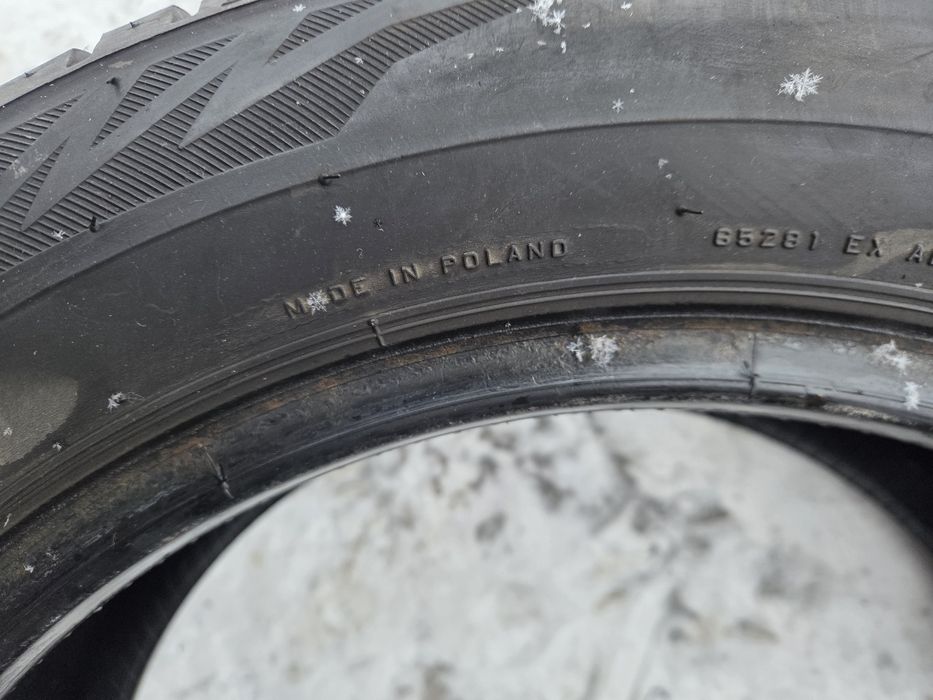 MADE IN POLAND
65281 EX